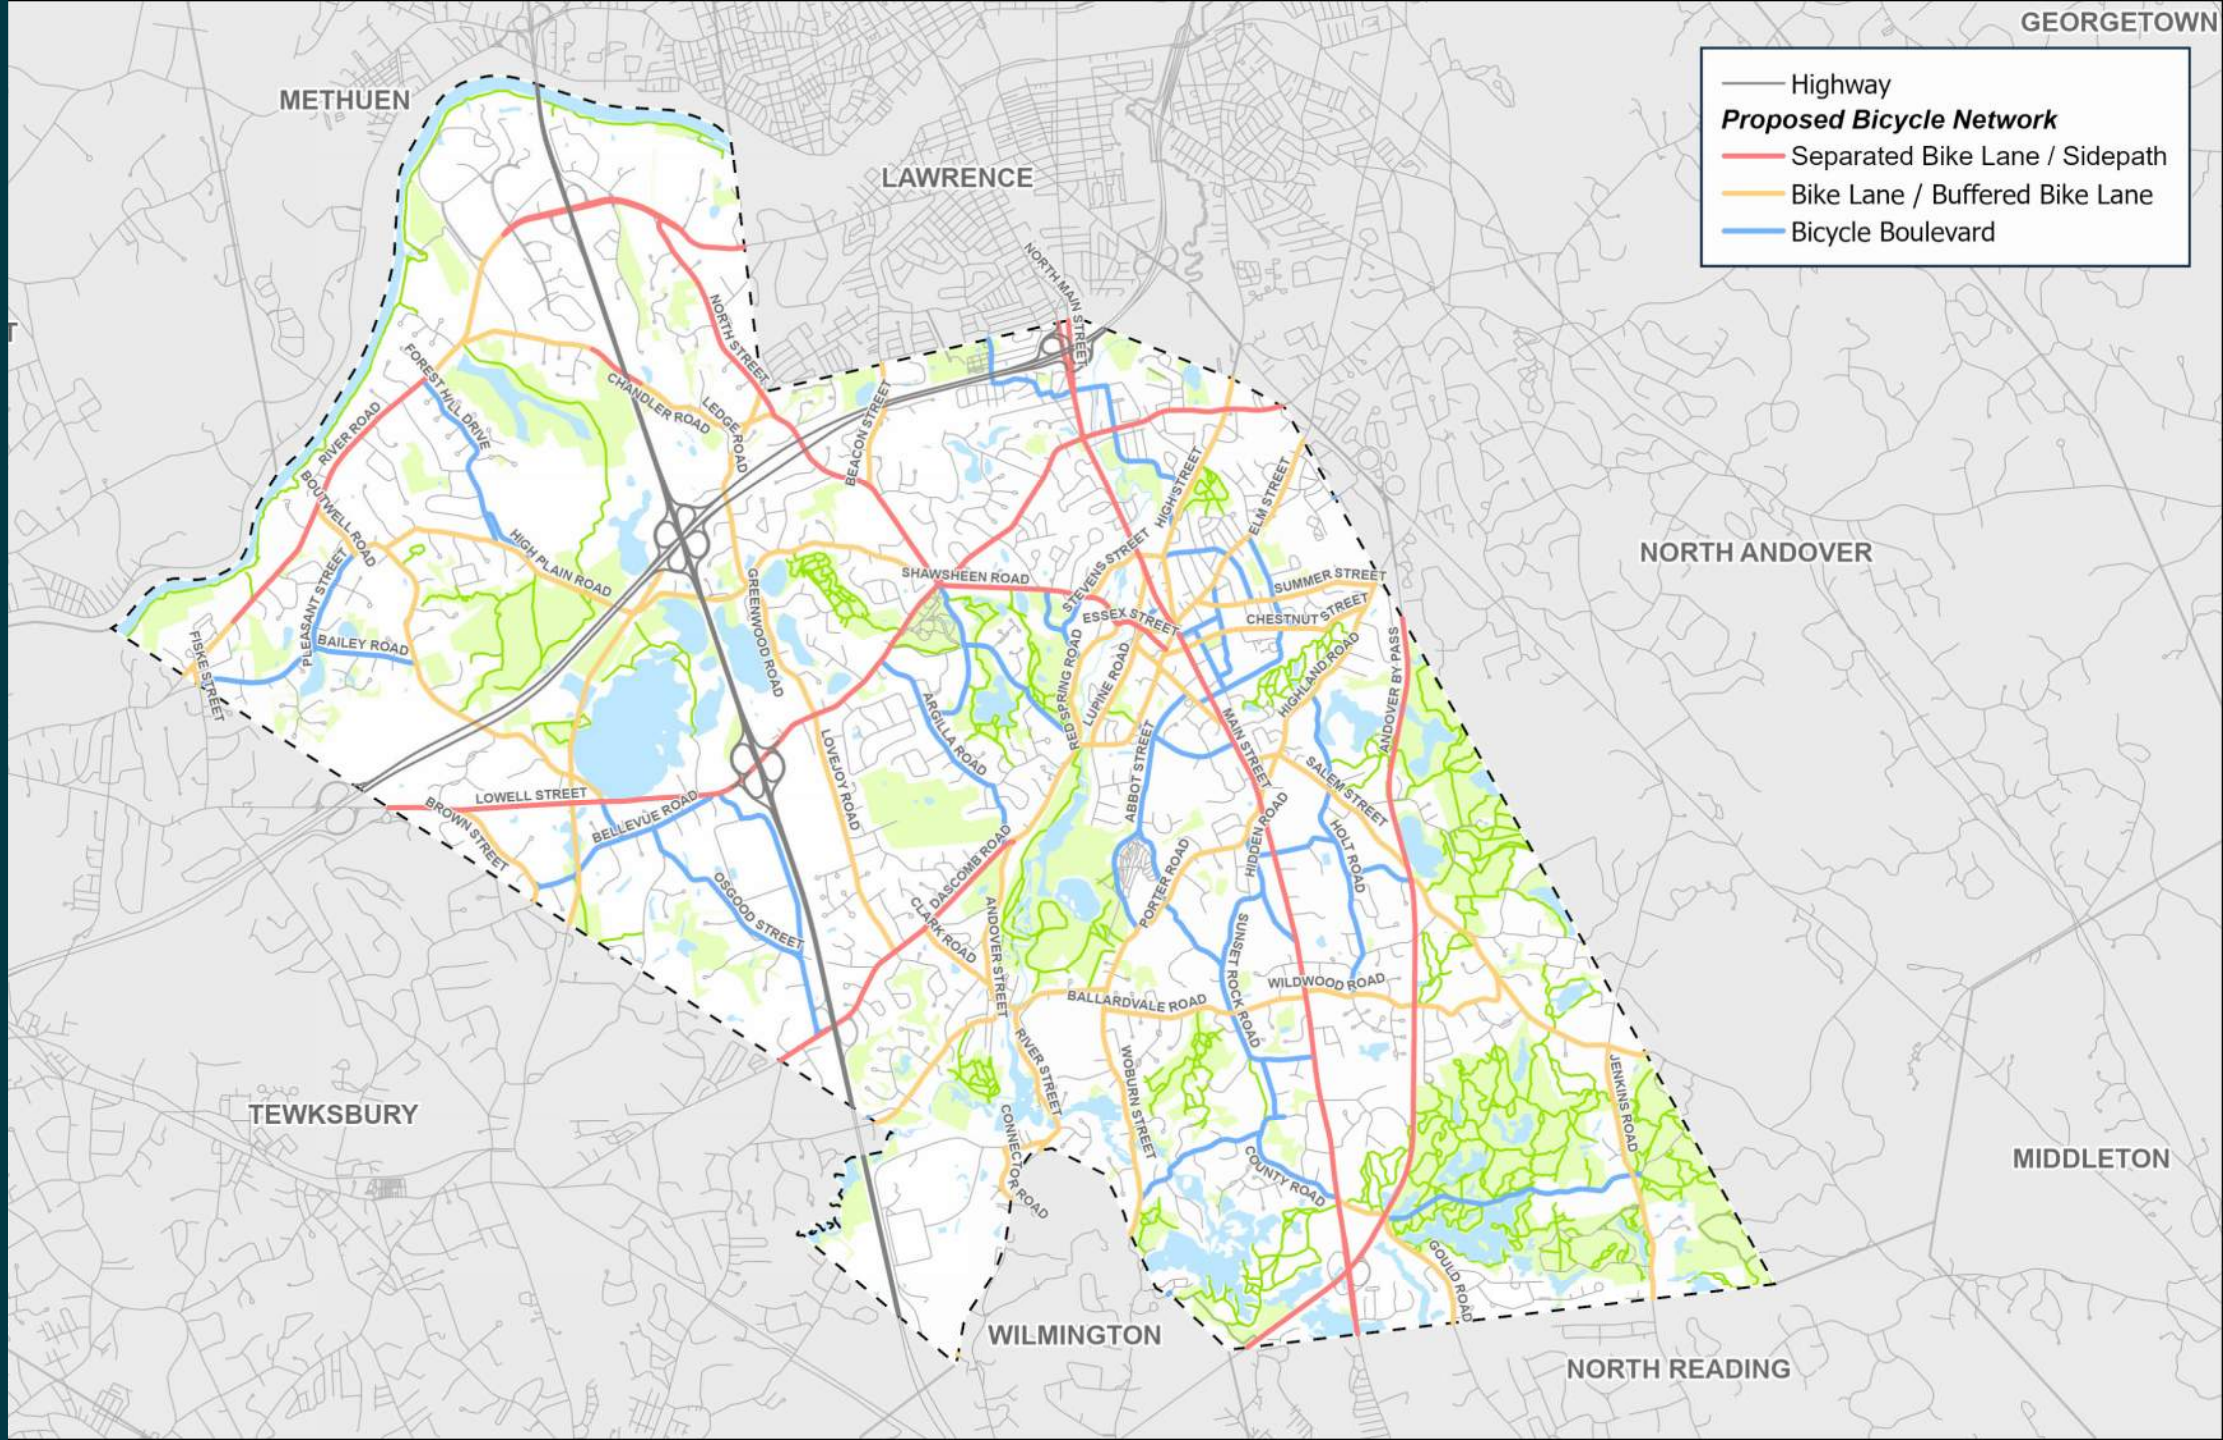 GEORGETOWN
Highway
Proposed Bicycle Network
Separated Bike Lane / Sidepath
Bike Lane / Buffered Bike Lane
Bicycle Boulevard
METHUEN
LAWRENCE
T
NORTH MAIN STREET
NORTH STREET
FOREST HILL DRIVE
CHANDLER ROAD
LEDGE ROAD
BEACON STREET
RIVER ROAD
BOUTWELL ROAD
HIGH STREET
ELM STREET
HIGH PLAIN ROAD
NORTH ANDOVER
PLEASANT STREET
SHAWSHEEN ROAD
STEVENS STREET
SUMMER STREET
GREENWOOD ROAD
ESSEX STREET
CHESTNUT STREET
BAILEY ROAD
FISKE STREET
RED SPRING ROAD
LUPINE ROAD
HIGHLAND ROAD
ANDOVER BY PASS
ARGILLA ROAD
ABBOT STREET
MAIN STREET
LOVEJOY ROAD
SALEM STREET
LOWELL STREET
BROWN STREET
BELLEVUE ROAD
HIDDEN ROAD
HOLT ROAD
DASCOMB ROAD
PORTER ROAD
OSGOOD STREET
CLARK ROAD
ANDOVER STREET
SUNSET ROCK ROAD
WILDWOOD ROAD
BALLARDVALE ROAD
RIVER STREET
WOBURN STREET
JENKINS ROAD
TEWKSBURY
CONNECTOR ROAD
COUNTY ROAD
MIDDLETON
GOULD ROAD
WILMINGTON
NORTH READING